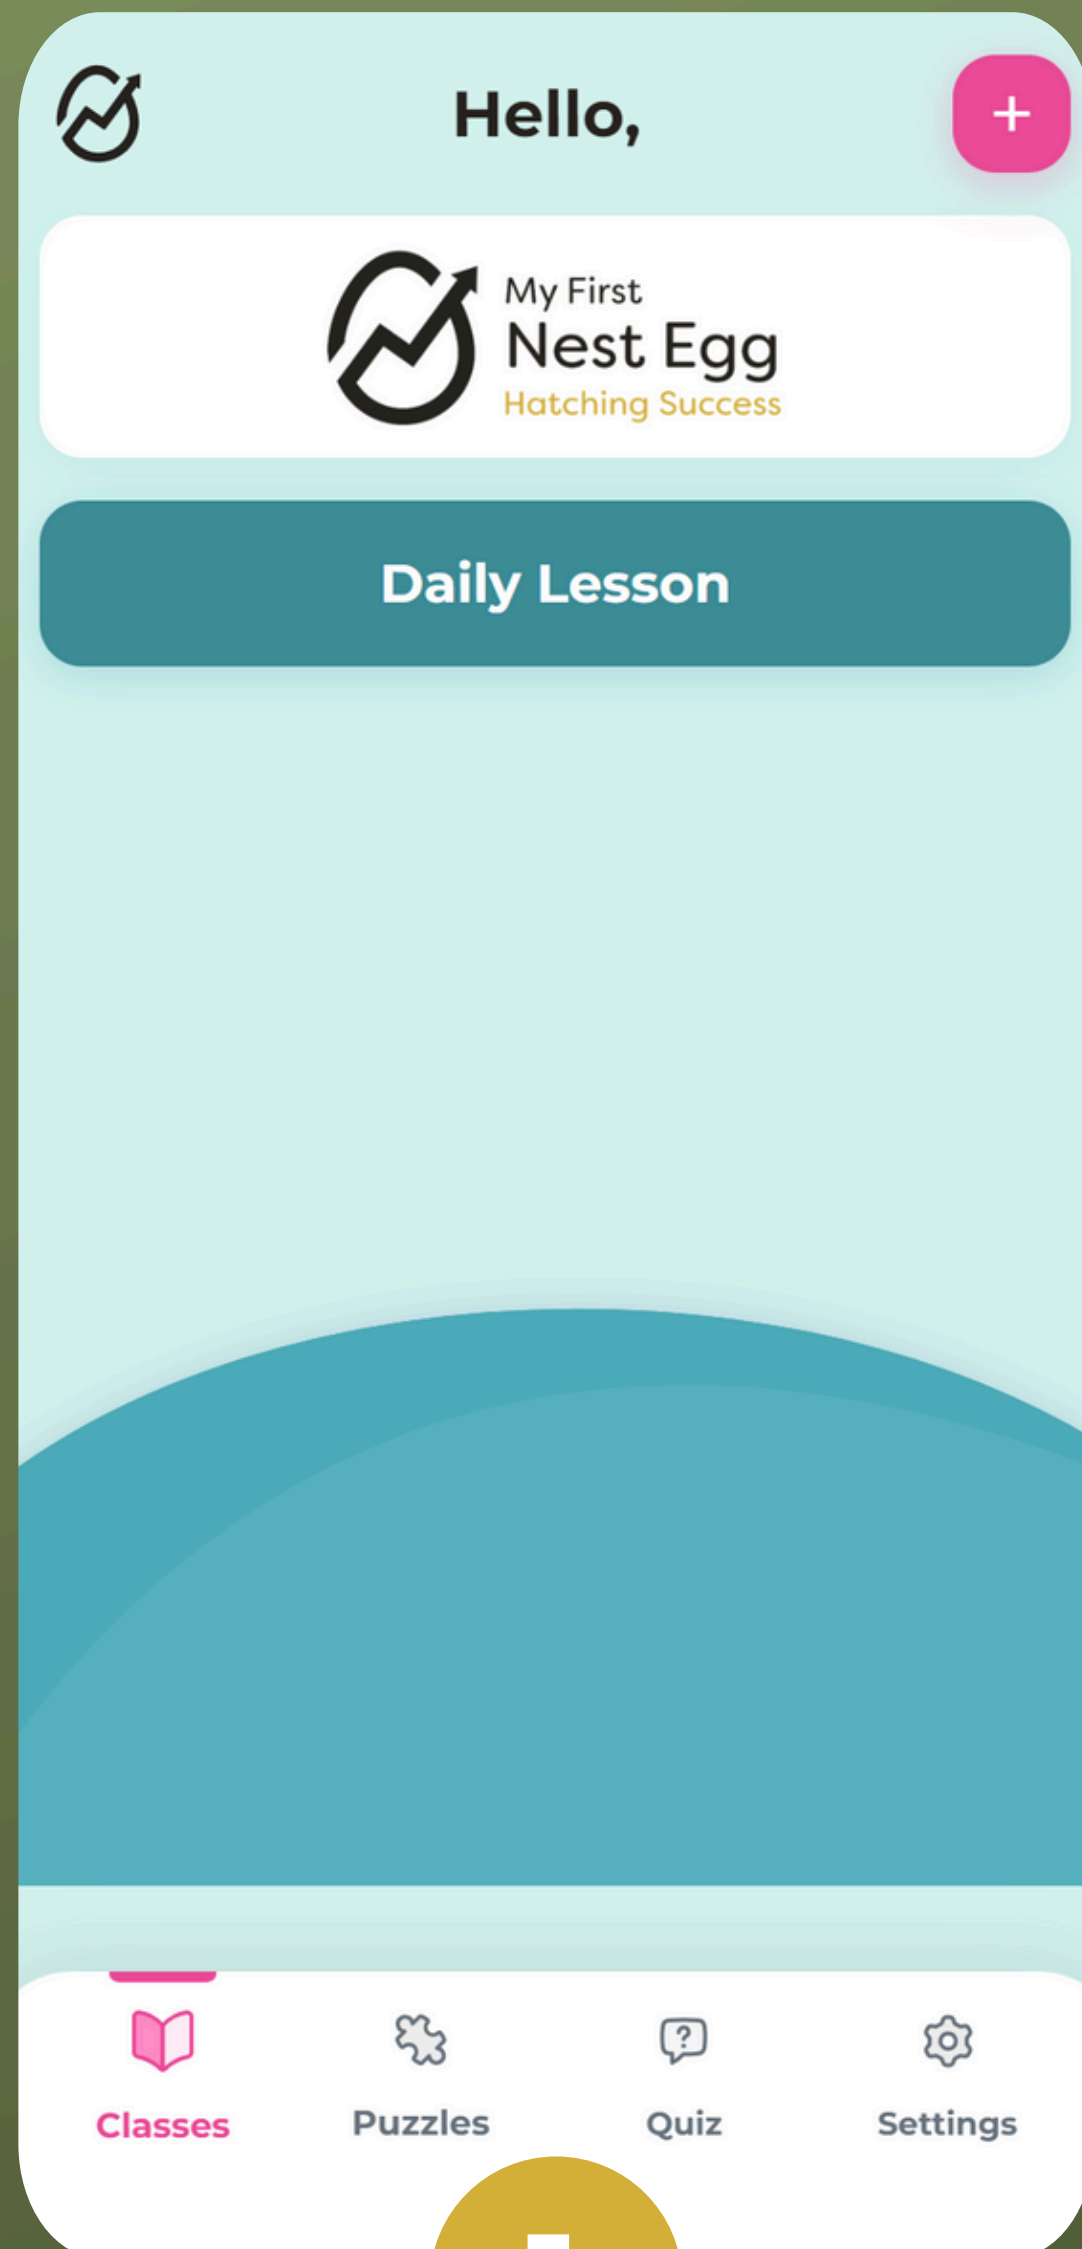 Hello,
+
My First
Nest Egg
Hatching Success
Daily Lesson
?
Classes
Puzzles
Quiz
Settings